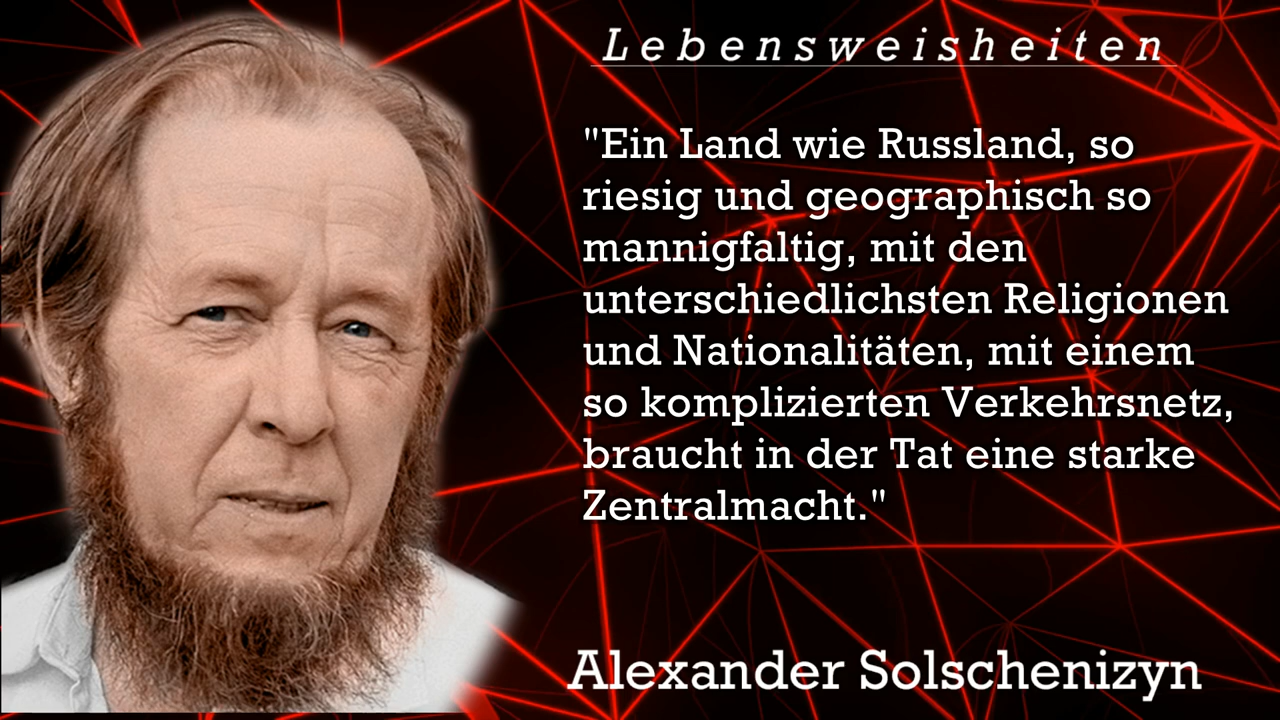 Lebensweisheiten
"Ein Land wie Russland, so
riesig und geographisch so
mannigfaltig, mit den
unterschiedlichsten Religionen
und Nationalitäten, mit einem
so komplizierten Verkehrsnetz,
braucht in der Tat eine starke
Zentralmacht."
Alexander Solschenizyn